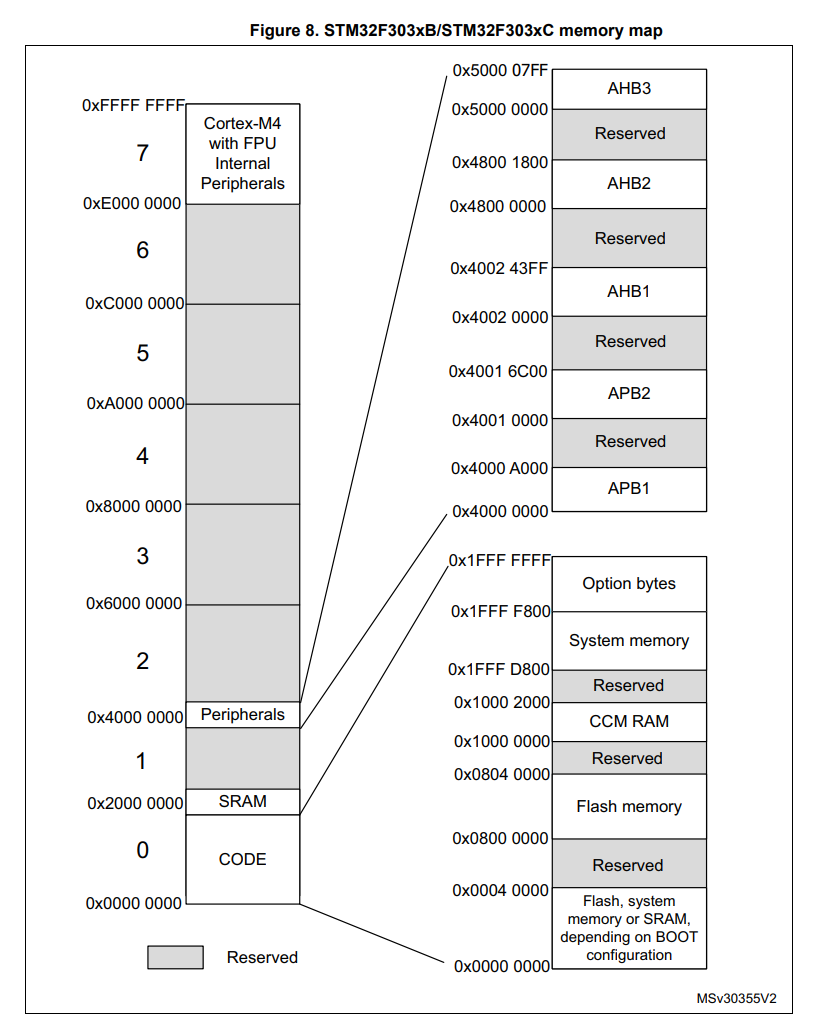 Figure 8. STM32F303xB/STM32F303xC memory map
0xFFFF FFFF
Cortex-M4
with FPU
Internal
Peripherals
7
0xE000 0000
6
0xC000 0000
5
0xA000 0000
4
0x8000 0000
3
0x6000 0000
2
Peripherals
0x4000 0000
1
0x2000 0000
SRAM
0
CODE
0x0000 0000
Reserved
0x5000 07FF
AHB3
0x5000 0000
Reserved
0x4800 1800
AHB2
0x4800 0000
Reserved
0x4002 43FF
AHB1
0x4002 0000
Reserved
0x4001 6C00
APB2
0x4001 0000
Reserved
0x4000 A000
APB1
0x4000 0000
0x1FFF FFFF
Option bytes
0x1FFF F800
System memory
0x1FFF D800
Reserved
0x1000 2000
CCM RAM
0x1000 0000
Reserved
0x0804 0000
Flash memory
0x0800 0000
Reserved
0x0004 0000
Flash, system
memory or SRAM,
depending on BOOT
configuration
0x0000 0000
MSv30355V2